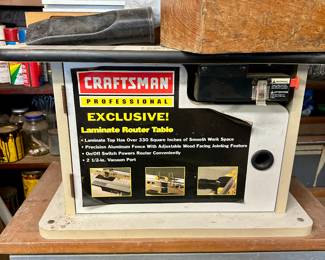 CRAFTSMAN
PROFESSIONAL
EXCLUSIVE!
Laminate Router Table
• Laminate Top Has Over 330 Square Inches of Smooth Work Space
• Precision Aluminum Fence With Adjustable Wood Facing Jointing Feature
• On/Off Switch Powers Router Conveniently
• 2 1/2-in. Vacuum Port